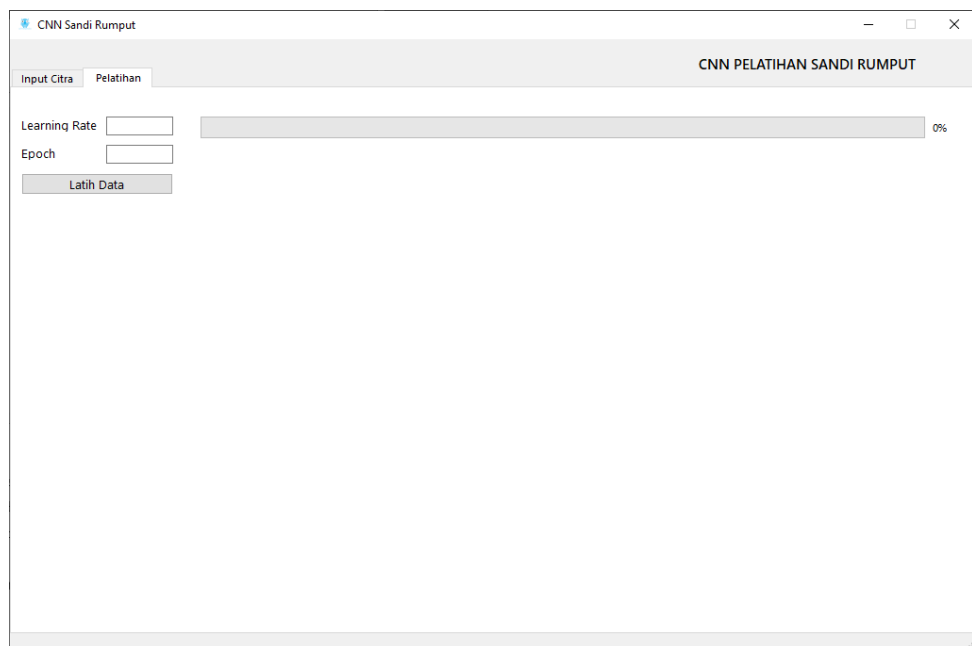 CNN Sandi Rumput
CNN PELATIHAN SANDI RUMPUT
Input Citra Pelatihan
Learning Rate 0%
Epoch
Latih Data